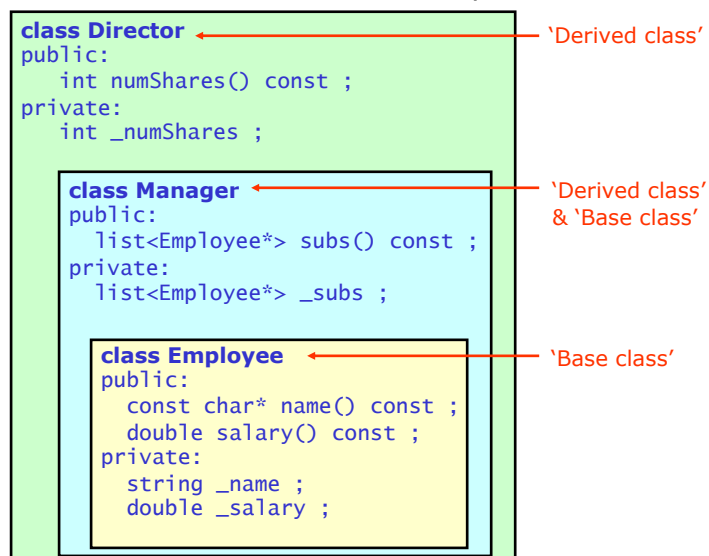 class Director
‘Derived class’
public:
int numShares() const ;
private:
int _numShares ;
class Manager
‘Derived class’
& ‘Base class’
public:
list<Employee*> subs() const ;
private:
list<Employee*> _subs ;
class Employee
‘Base class’
public:
const char* name() const ;
double salary() const ;
private:
string _name ;
double _salary ;